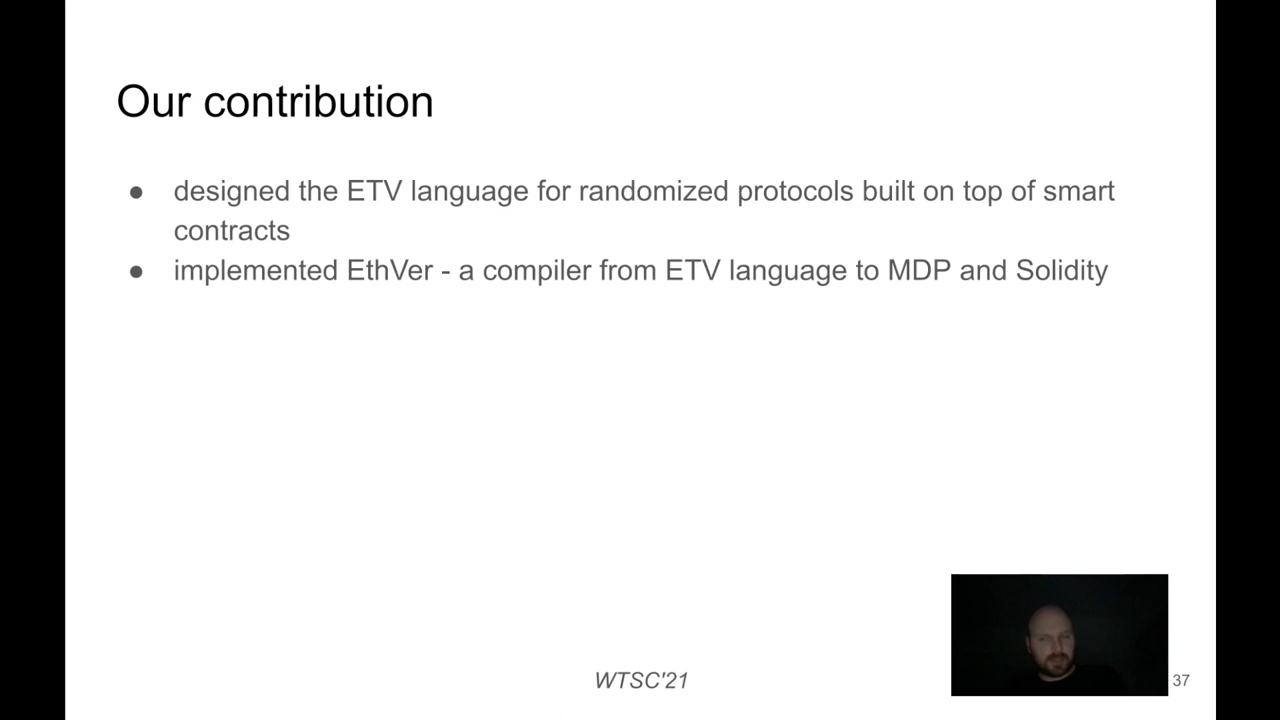 Our contribution
● designed the ETV language for randomized protocols built on top of smart
contracts
● implemented EthVer - a compiler from ETV language to MDP and Solidity
WTSC'21
37